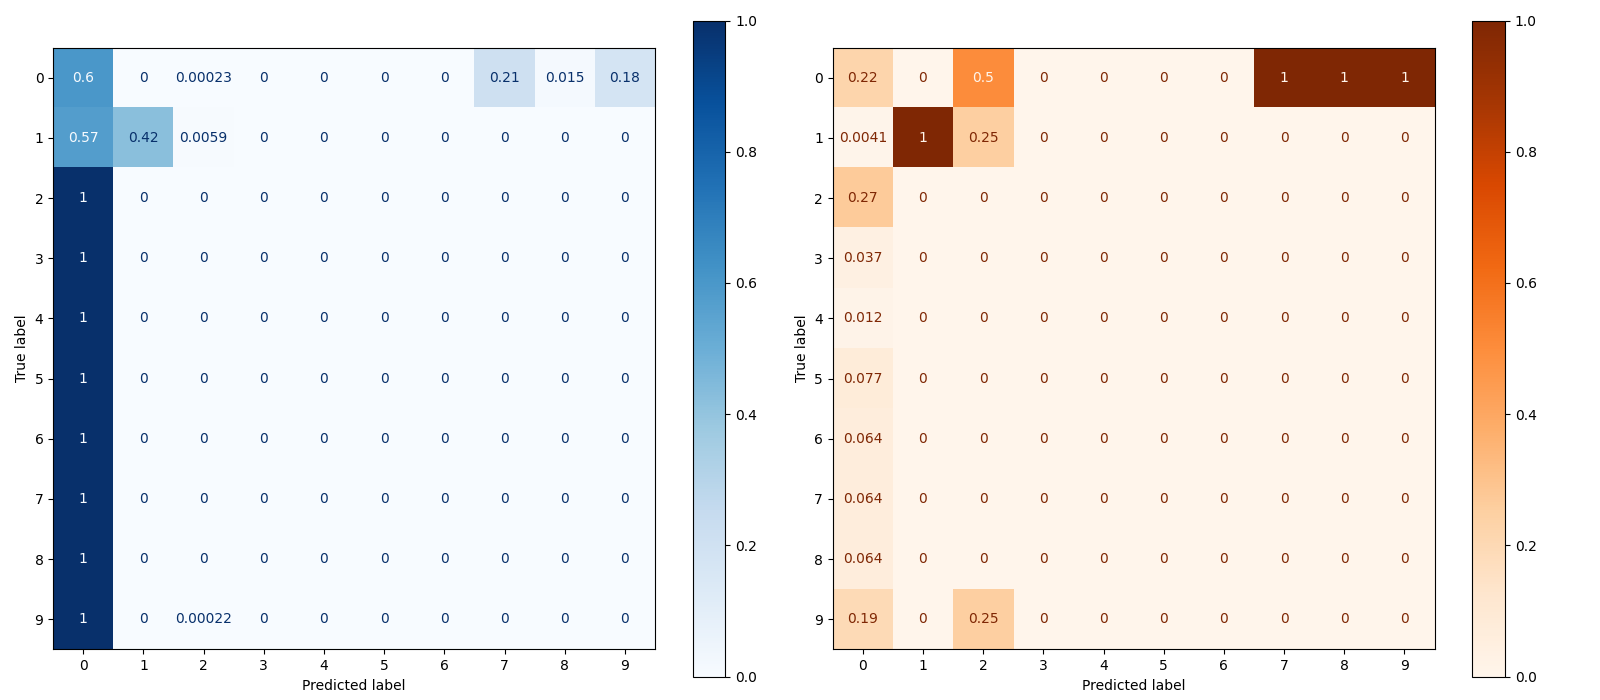 1.0
0 0.6 0 0.00023 0 0 0 0 0.21 0.015 0.18
1 0.57 0.42 0.0059 0 0 0 0 0 0 0
0.8
2 1 0 0 0 0 0 0 0 0 0
3 1 0 0 0 0 0 0 0 0 0
0.6
4 1 0 0 0 0 0 0 0 0 0
True label
5 1 0 0 0 0 0 0 0 0 0
0.4
6 1 0 0 0 0 0 0 0 0 0
7 1 0 0 0 0 0 0 0 0 0
0.2
8 1 0 0 0 0 0 0 0 0 0
9 1 0 0.00022 0 0 0 0 0 0 0
0 1 2 3 4 5 6 7 8 9
0.0
Predicted label
1.0
0 0.22 0 0.5 0 0 0 0 1 1 1
1 0.0041 1 0.25 0 0 0 0 0 0 0
0.8
2 0.27 0 0 0 0 0 0 0 0 0
3 0.037 0 0 0 0 0 0 0 0 0
0.6
4 0.012 0 0 0 0 0 0 0 0 0
True label
5 0.077 0 0 0 0 0 0 0 0 0
0.4
6 0.064 0 0 0 0 0 0 0 0 0
7 0.064 0 0 0 0 0 0 0 0 0
0.2
8 0.064 0 0 0 0 0 0 0 0 0
9 0.19 0 0.25 0 0 0 0 0 0 0
0 1 2 3 4 5 6 7 8 9
0.0
Predicted label